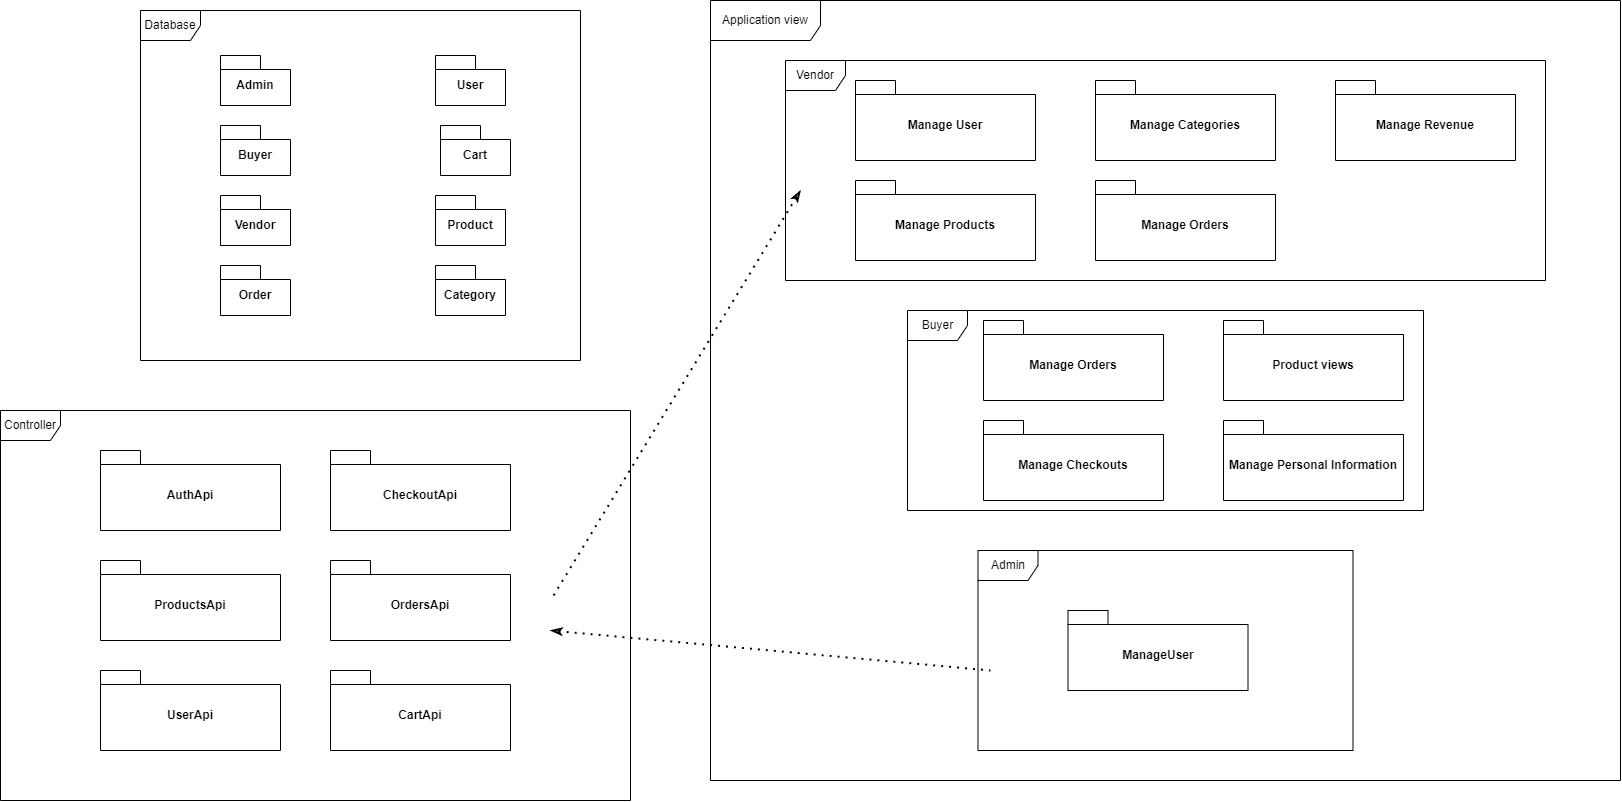 Database
Admin
User
Buyer
Cart
Vendor
Product
Order
Category
Controller
AuthApi
CheckoutApi
ProductsApi
OrdersApi
UserApi
CartApi
Application view
Vendor
Manage User
Manage Categories
Manage Revenue
Manage Products
Manage Orders
Buyer
Manage Orders
Product views
Manage Checkouts
Manage Personal Information
Admin
ManageUser